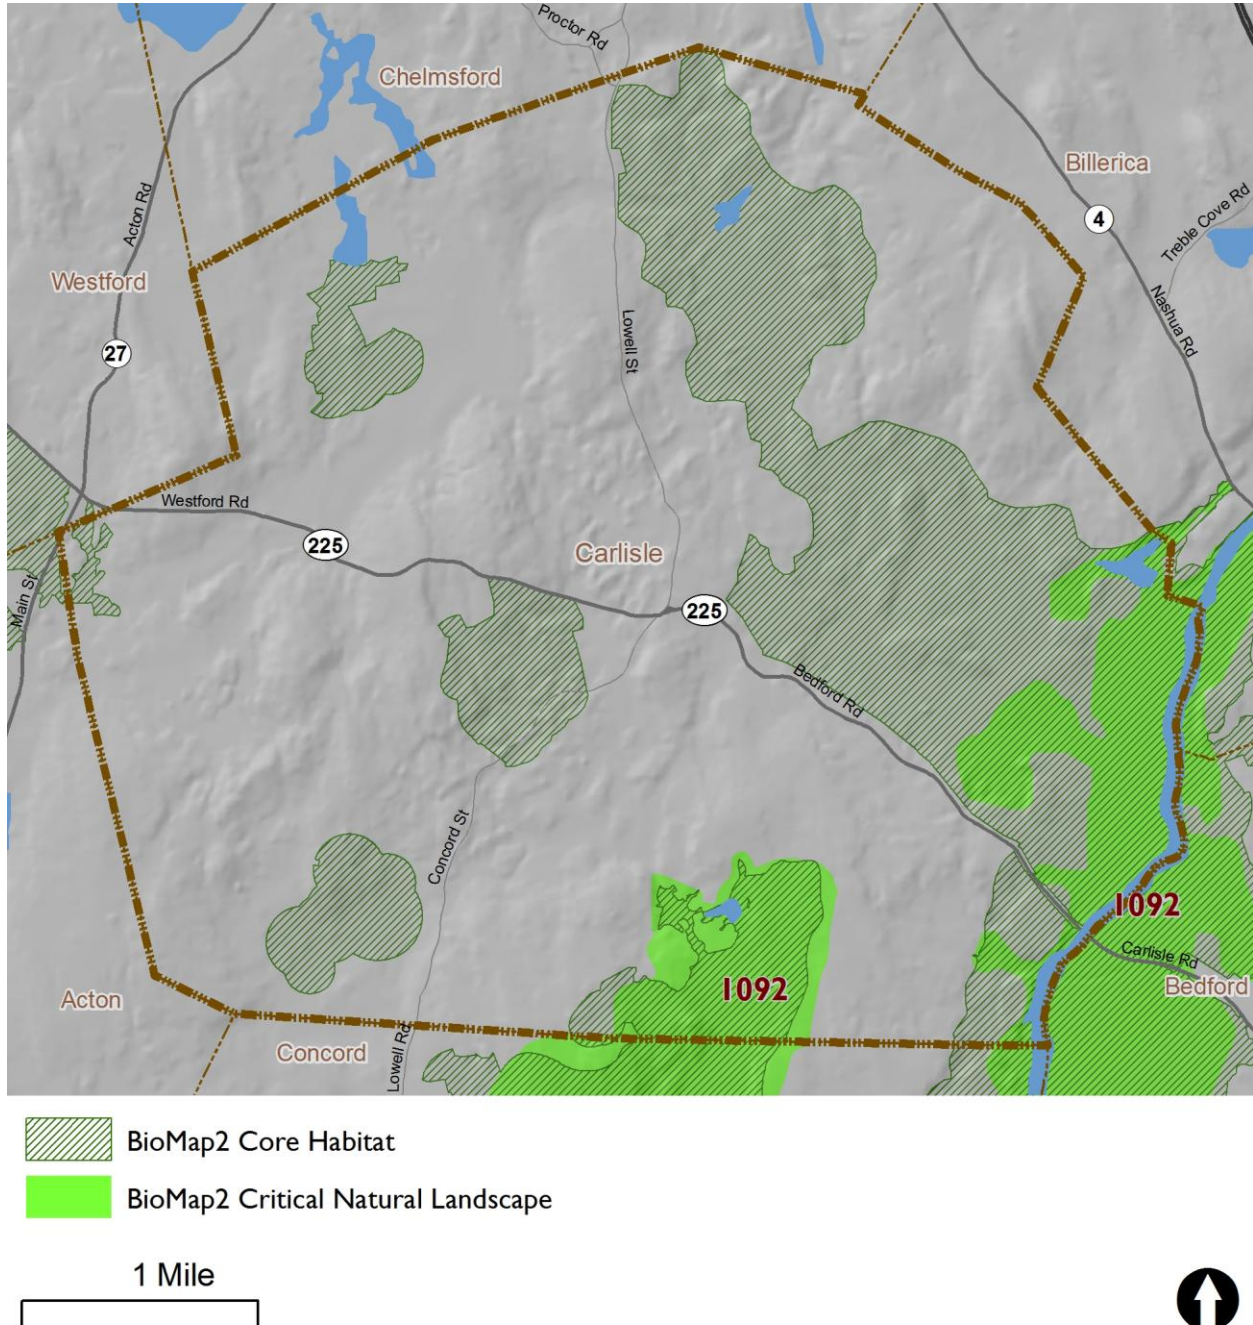 Proctor Rd
Chelmsford
Billerica
4
Acton Rd
Treble Cove Rd
Westford
Nashua Rd
27
Lowell St
Westford Rd
225
Carlisle
Main St
225
Bedford Rd
Concord St
1092
Carlisle Rd
1092
Bedford
Acton
Concord
Lowell Rd
BioMap2 Core Habitat
BioMap2 Critical Natural Landscape
1 Mile